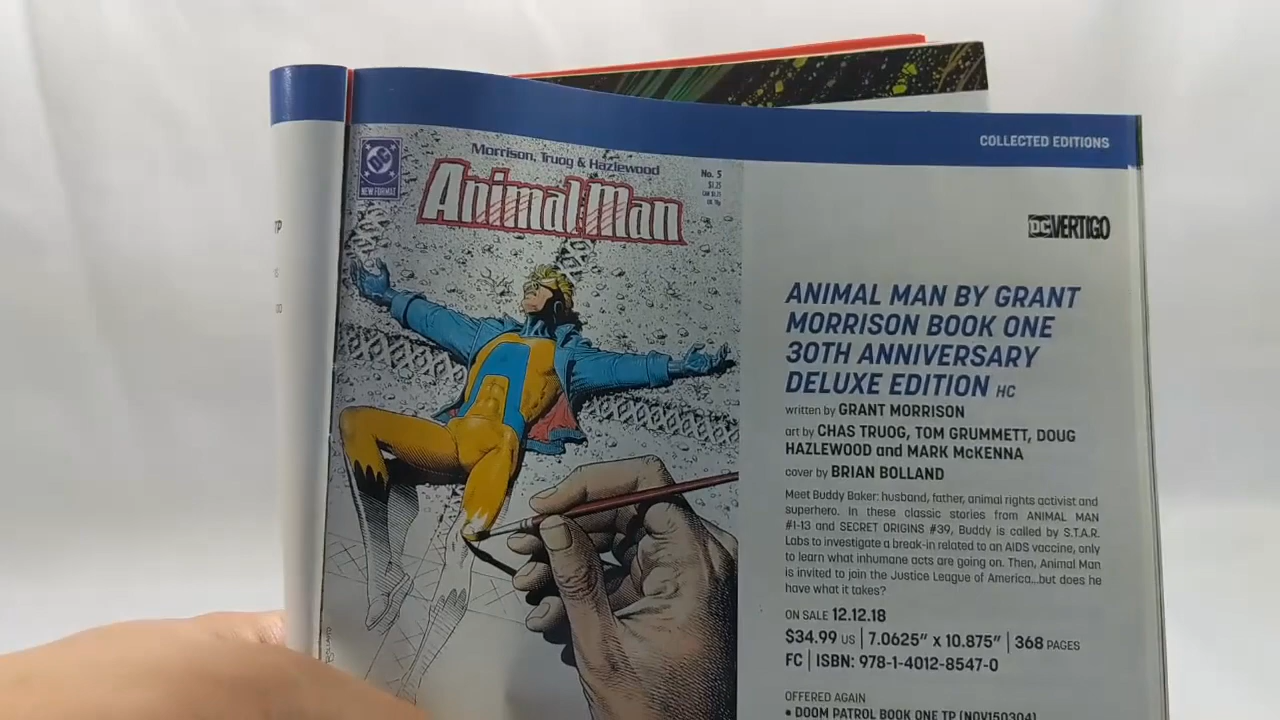 COLLECTED EDITIONS
TP
DC
NEW FORMAT
Morrison, Truog & Hazlewood
Animal Man
No. 5
$1.25
DC VERTIGO
ANIMAL MAN BY GRANT
MORRISON BOOK ONE
30TH ANNIVERSARY
DELUXE EDITION HC
written by GRANT MORRISON
art by CHAS TRUOG, TOM GRUMMETT, DOUG
HAZLEWOOD and MARK McKENNA
cover by BRIAN BOLLAND
Meet Buddy Baker: husband, father, animal rights activist and
superhero. In these classic stories from ANIMAL MAN
#1-13 and SECRET ORIGINS #39, Buddy is called by S.T.A.R.
Labs to investigate a break-in related to an AIDS vaccine, only
to learn what inhumane acts are going on. Then, Animal Man
is invited to join the Justice League of America...but does he
have what it takes?
ON SALE 12.12.18
$34.99 US | 7.0625” x 10.875” | 368 PAGES
FC | ISBN: 978-1-4012-8547-0
OFFERED AGAIN
• DOOM PATROL BOOK ONE TP (NOV150304)
BOLLAND